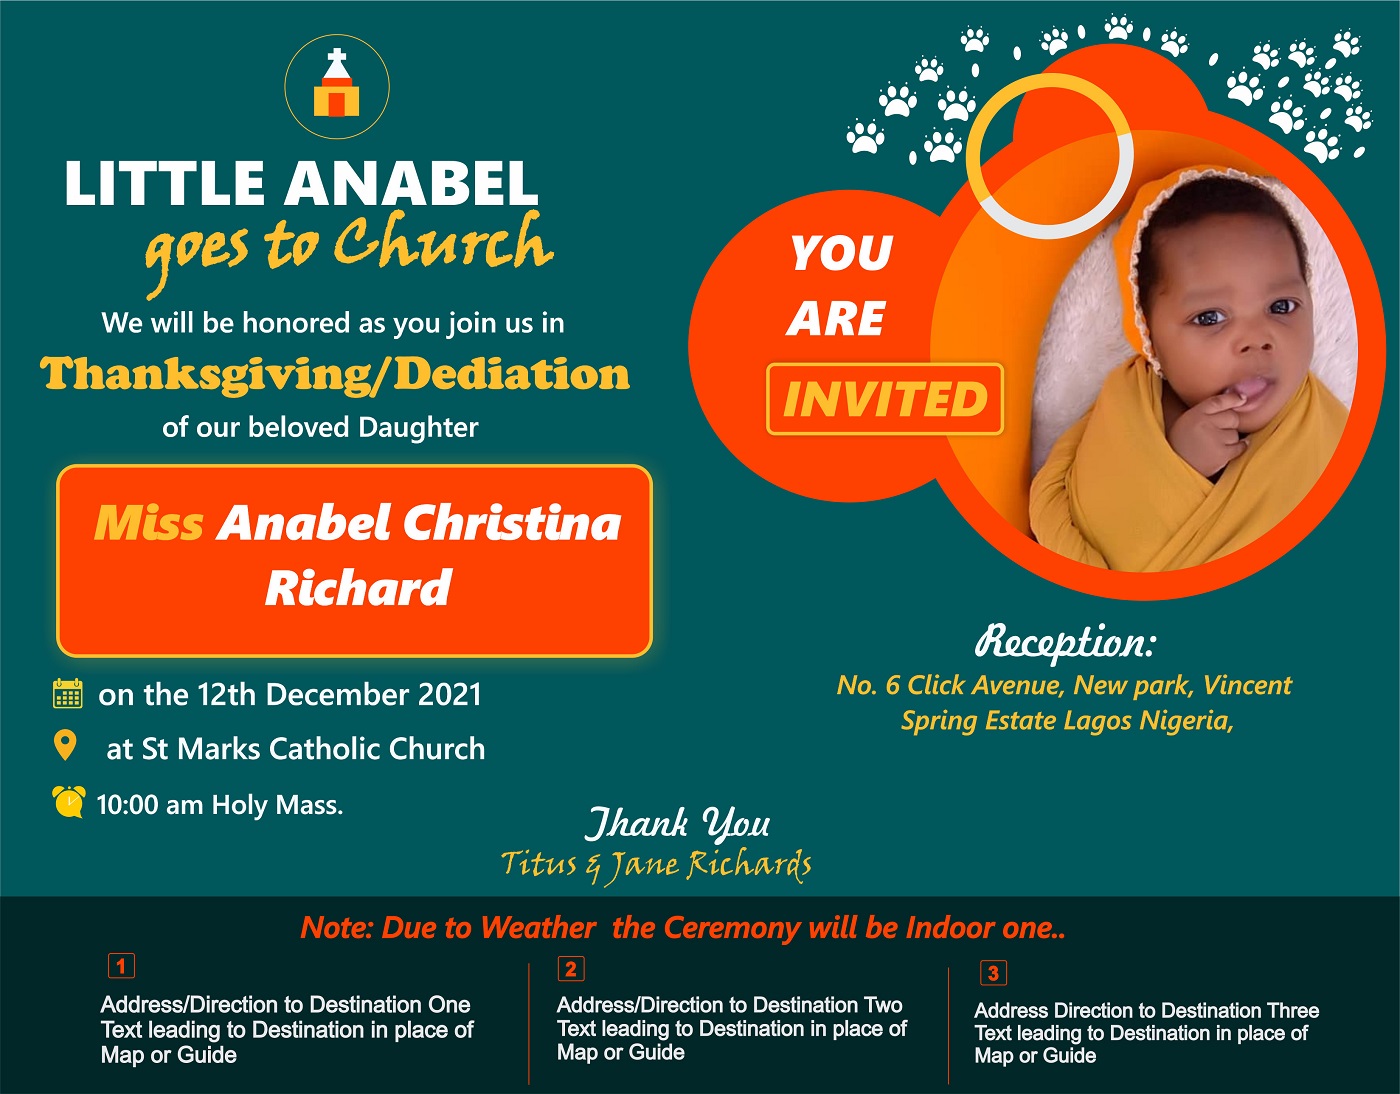 LITTLE ANABEL
goes to Church
We will be honored as you join us in
Thanksgiving/Dediation
of our beloved Daughter
Miss Anabel Christina
Richard
on the 12th December 2021
at St Marks Catholic Church
10:00 am Holy Mass.
YOU
ARE
INVITED
Reception:
No. 6 Click Avenue, New park, Vincent
Spring Estate Lagos Nigeria,
Thank You
Titus & Jane Richards
Note: Due to Weather the Ceremony will be Indoor one..
1
Address/Direction to Destination One
Text leading to Destination in place of
Map or Guide
2
Address/Direction to Destination Two
Text leading to Destination in place of
Map or Guide
3
Address Direction to Destination Three
Text leading to Destination in place of
Map or Guide